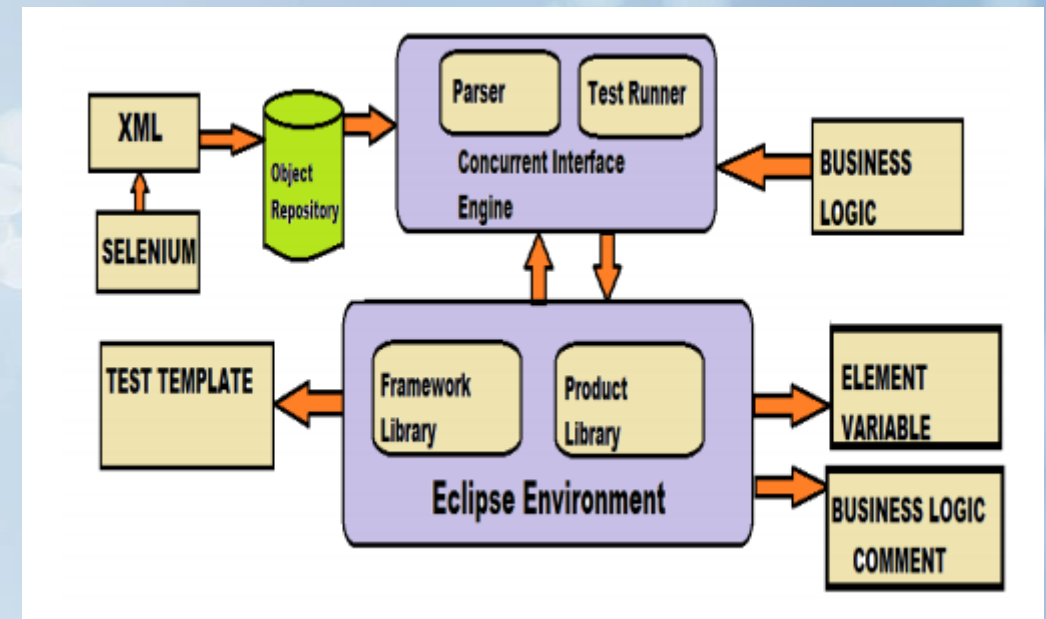 XML
SELENIUM
Object
Repository
Parser
Test Runner
Concurrent Interface
Engine
BUSINESS
LOGIC
TEST TEMPLATE
Framework
Library
Product
Library
Eclipse Environment
ELEMENT
VARIABLE
BUSINESS LOGIC
COMMENT